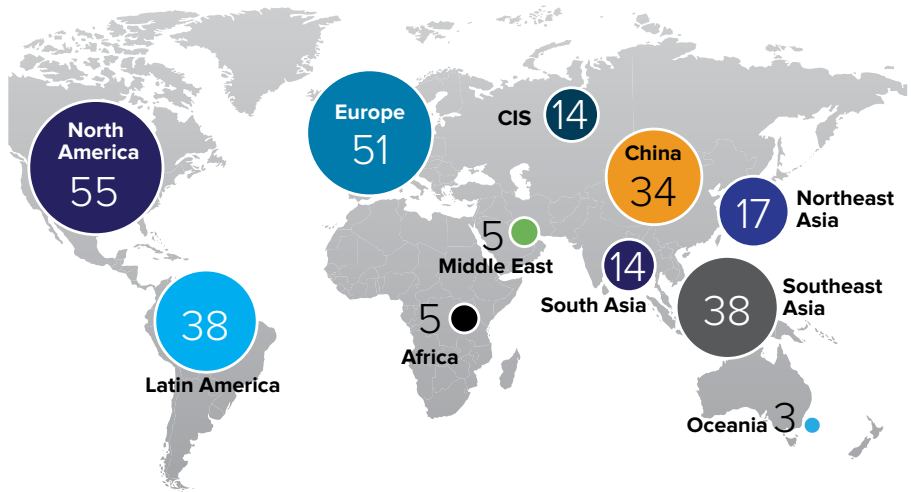 North
America
55
Europe
51
CIS
14
China
34
Northeast
Asia
17
5
Middle East
14
South Asia
38
Southeast
Asia
38
Latin America
5
Africa
Oceania 3